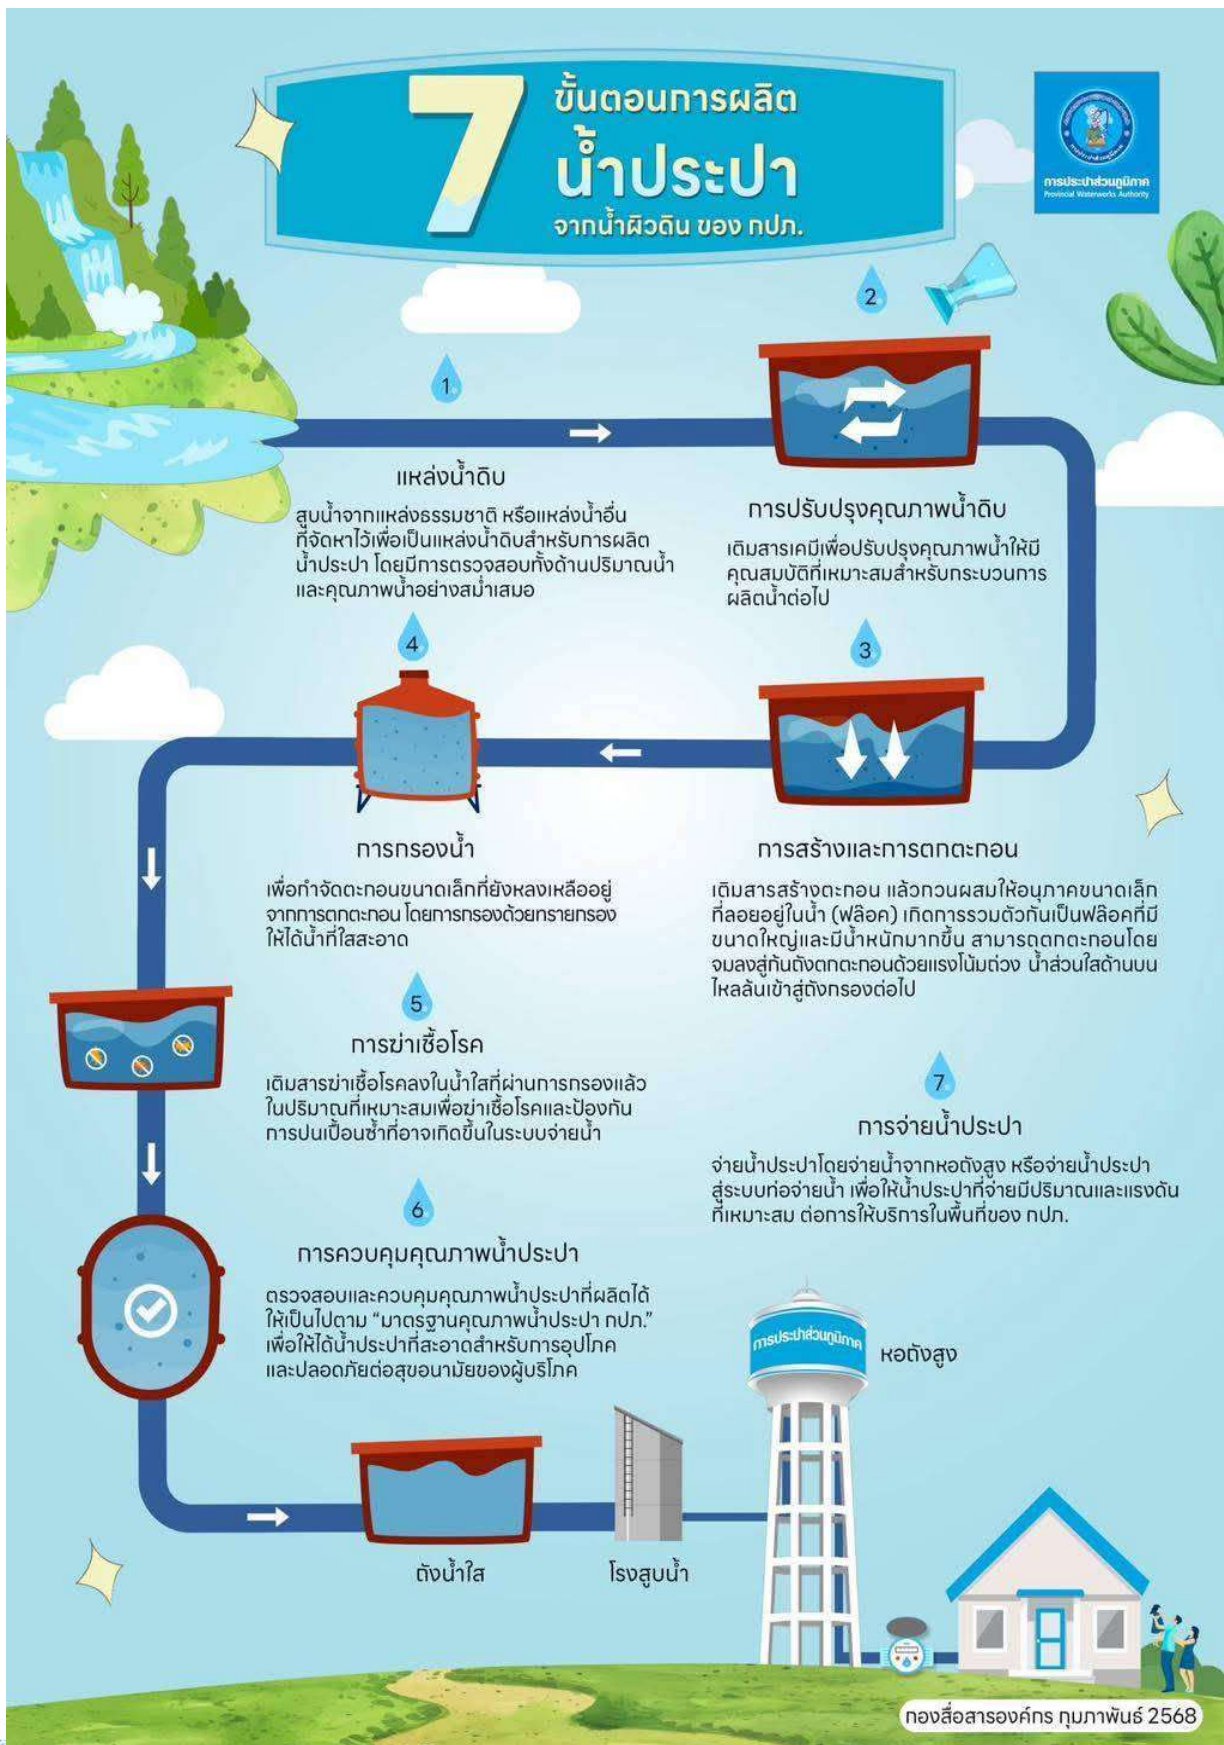 7
ขั้นตอนการผลิต
น้ำประปา
จากน้ำผิวดิน ของ กปภ.
การประปาส่วนภูมิภาค
Provincial Waterworks Authority
1.
แหล่งน้ำดิบ
สูบน้ำจากแหล่งธรรมชาติ หรือแหล่งน้ำอื่น
ที่จัดหาไว้เพื่อเป็นแหล่งน้ำดิบสำหรับการผลิต
น้ำประปา โดยมีการตรวจสอบทั้งด้านปริมาณน้ำ
และคุณภาพน้ำอย่างสม่ำเสมอ
2.
การปรับปรุงคุณภาพน้ำดิบ
เติมสารเคมีเพื่อปรับปรุงคุณภาพน้ำให้มี
คุณสมบัติที่เหมาะสมสำหรับกระบวนการ
ผลิตน้ำต่อไป
3.
การสร้างและการตกตะกอน
เติมสารสร้างตะกอน แล้วกวนผสมให้อนุภาคขนาดเล็ก
ที่ลอยอยู่ในน้ำ (ฟล๊อค) เกิดการรวมตัวกันเป็นฟล๊อคที่มี
ขนาดใหญ่และมีน้ำหนักมากขึ้น สามารถตกตะกอนโดย
จมลงสู่ก้นถังตกตะกอนด้วยแรงโน้มถ่วง น้ำส่วนใสด้านบน
ไหลล้นเข้าสู่ถังกรองต่อไป
4.
การกรองน้ำ
เพื่อกำจัดตะกอนขนาดเล็กที่ยังหลงเหลืออยู่
จากการตกตะกอน โดยการกรองด้วยทรายกรอง
ให้ได้น้ำที่ใสสะอาด
5.
การฆ่าเชื้อโรค
เติมสารฆ่าเชื้อโรคลงในน้ำใสที่ผ่านการกรองแล้ว
ในปริมาณที่เหมาะสมเพื่อฆ่าเชื้อโรคและป้องกัน
การปนเปื้อนซ้ำที่อาจเกิดขึ้นในระบบจ่ายน้ำ
6.
การควบคุมคุณภาพน้ำประปา
ตรวจสอบและควบคุมคุณภาพน้ำประปาที่ผลิตได้
ให้เป็นไปตาม “มาตรฐานคุณภาพน้ำประปา กปภ.”
เพื่อให้ได้น้ำประปาที่สะอาดสำหรับการอุปโภค
และปลอดภัยต่อสุขอนามัยของผู้บริโภค
7.
การจ่ายน้ำประปา
จ่ายน้ำประปาโดยจ่ายน้ำจากหอถังสูง หรือจ่ายน้ำประปา
สู่ระบบท่อจ่ายน้ำ เพื่อให้น้ำประปาที่จ่ายมีปริมาณและแรงดัน
ที่เหมาะสม ต่อการให้บริการในพื้นที่ของ กปภ.
การประปาส่วนภูมิภาค
หอถังสูง
ถังน้ำใส
โรงสูบน้ำ
กองสื่อสารองค์กร กุมภาพันธ์ 2568